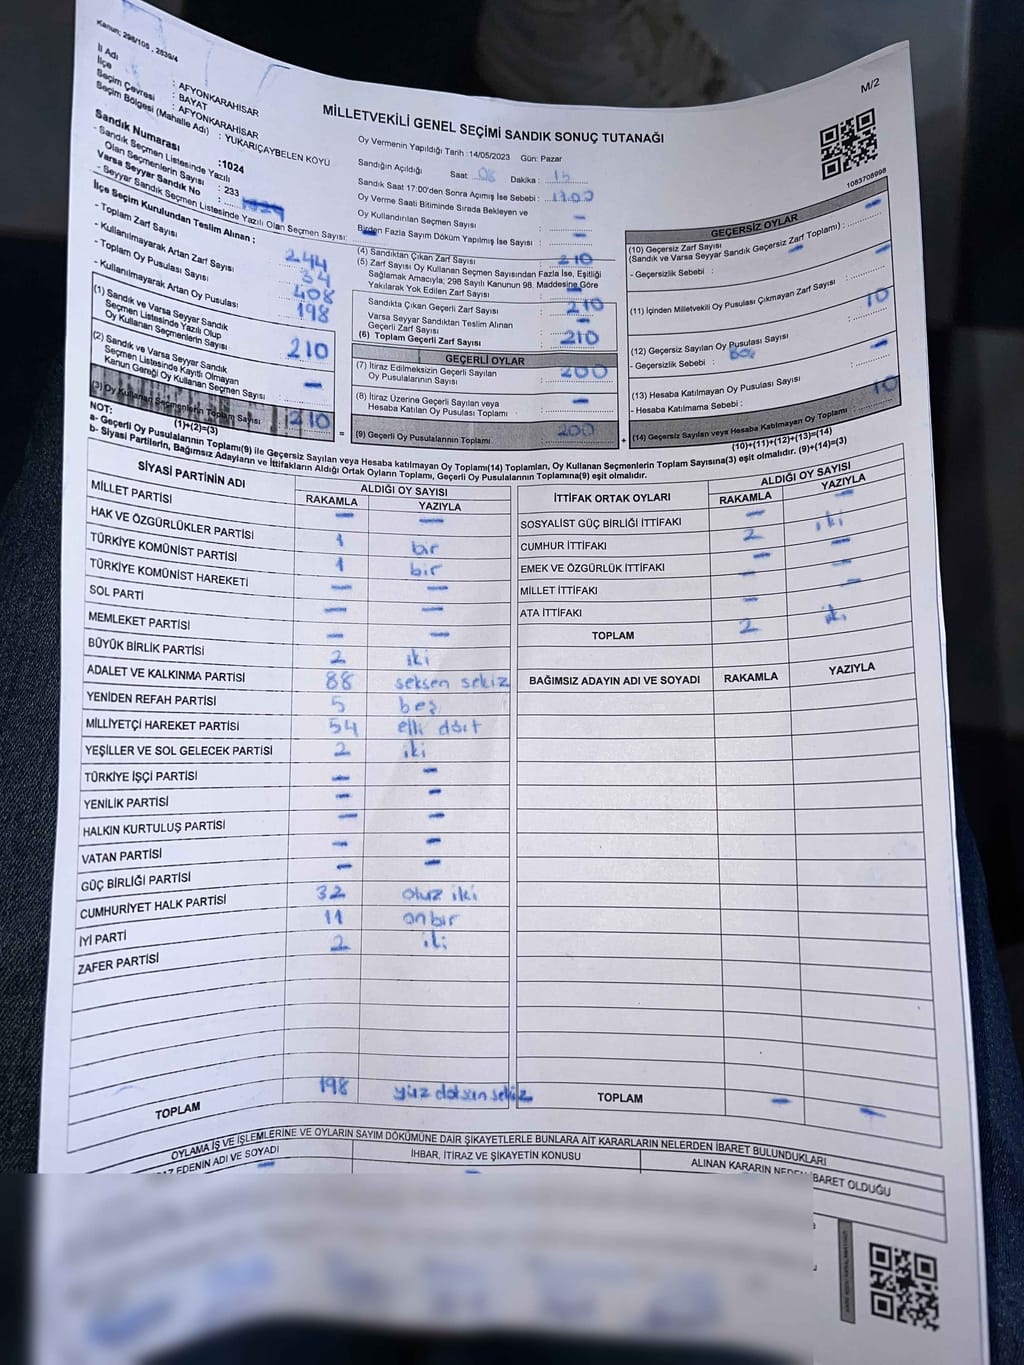 Kanun; 298/105 , 2839/4
M/2
MİLLETVEKİLİ GENEL SEÇİMİ SANDIK SONUÇ TUTANAĞI
İl Adı : AFYONKARAHİSAR
İlçe : BAYAT
Seçim Çevresi : AFYONKARAHİSAR
Seçim Bölgesi (Mahalle Adı) : YUKARIÇAYBELEN KÖYÜ
Sandık Numarası :1024
- Sandık Seçmen Listesinde Yazılı
Olan Seçmenlerin Sayısı : 233
Varsa Seyyar Sandık No :
- Seyyar Sandık Seçmen Listesinde Yazılı Olan Seçmen Sayısı:
İlçe Seçim Kurulundan Teslim Alınan ;
- Toplam Zarf Sayısı : 244
- Kullanılmayarak Artan Zarf Sayısı : 34
- Toplam Oy Pusulası Sayısı : 408
- Kullanılmayarak Artan Oy Pusulası : 198
(1) Sandık ve Varsa Seyyar Sandık
Seçmen Listesinde Yazılı Olup
Oy Kullanan Seçmenlerin Sayısı : 210
(2) Sandık ve Varsa Seyyar Sandık
Seçmen Listesinde Kayıtlı Olmayan
Kanun Gereği Oy Kullanan Seçmen Sayısı : -
(3) Oy Kullanan Seçmenlerin Toplam Sayısı : 210
(1)+(2)=(3)
Oy Vermenin Yapıldığı Tarih :14/05/2023 Gün: Pazar
Sandığın Açıldığı Saat : 08 Dakika : 15
Sandık Saat 17:00'den Sonra Açılmış İse Sebebi : 17.00
Oy Verme Saati Bitiminde Sırada Bekleyen ve
Oy Kullandırılan Seçmen Sayısı : -
Birden Fazla Sayım Döküm Yapılmış İse Sayısı : -
(4) Sandıktan Çıkan Zarf Sayısı : 210
(5) Zarf Sayısı Oy Kullanan Seçmen Sayısından Fazla İse, Eşitliği
Sağlamak Amacıyla; 298 Sayılı Kanunun 98. Maddesine Göre
Yakılarak Yok Edilen Zarf Sayısı : -
Sandıkta Çıkan Geçerli Zarf Sayısı : 210
Varsa Seyyar Sandıktan Teslim Alınan
Geçerli Zarf Sayısı : -
(6) Toplam Geçerli Zarf Sayısı : 210
GEÇERLİ OYLAR
(7) İtiraz Edilmeksizin Geçerli Sayılan
Oy Pusulalarının Sayısı : 200
(8) İtiraz Üzerine Geçerli Sayılan veya
Hesaba Katılan Oy Pusulası Toplamı : -
= (9) Geçerli Oy Pusulalarının Toplamı : 200 +
1083708998
GEÇERSİZ OYLAR
(10) Geçersiz Zarf Sayısı : -
(Sandık ve Varsa Seyyar Sandık Geçersiz Zarf Toplamı) :
- Geçersizlik Sebebi : -
(11) İçinden Milletvekili Oy Pusulası Çıkmayan Zarf Sayısı : -
(12) Geçersiz Sayılan Oy Pusulası Sayısı : 10
- Geçersizlik Sebebi :
(13) Hesaba Katılmayan Oy Pusulası Sayısı : -
- Hesaba Katılmama Sebebi :
(14) Geçersiz Sayılan veya Hesaba Katılmayan Oy Toplamı : 10
(10)+(11)+(12)+(13)=(14)
NOT:
a- Geçerli Oy Pusulalarının Toplamı(9) ile Geçersiz Sayılan veya Hesaba katılmayan Oy Toplamı(14) Toplamları, Oy Kullanan Seçmenlerin Toplam Sayısına(3) eşit olmalıdır. (9)+(14)=(3)
b- Siyasi Partilerin, Bağımsız Adayların ve İttifakların Aldığı Ortak Oyların Toplamı, Geçerli Oy Pusulalarının Toplamına(9) eşit olmalıdır.
SİYASİ PARTİNİN ADI ALDIĞI OY SAYISI
RAKAMLA YAZIYLA
MİLLET PARTİSİ - -
HAK VE ÖZGÜRLÜKLER PARTİSİ 1 bir
TÜRKİYE KOMÜNİST PARTİSİ 1 bir
TÜRKİYE KOMÜNİST HAREKETİ - -
SOL PARTİ - -
MEMLEKET PARTİSİ - -
BÜYÜK BİRLİK PARTİSİ 2 iki
ADALET VE KALKINMA PARTİSİ 88 seksen sekiz
YENİDEN REFAH PARTİSİ 5 beş
MİLLİYETÇİ HAREKET PARTİSİ 54 elli dört
YEŞİLLER VE SOL GELECEK PARTİSİ 2 iki
TÜRKİYE İŞÇİ PARTİSİ - -
YENİLİK PARTİSİ - -
HALKIN KURTULUŞ PARTİSİ - -
VATAN PARTİSİ - -
GÜÇ BİRLİĞİ PARTİSİ - -
CUMHURİYET HALK PARTİSİ 32 otuz iki
İYİ PARTİ 11 onbir
ZAFER PARTİSİ 2 iki
TOPLAM 198 yüz doksan sekiz
İTTİFAK ORTAK OYLARI ALDIĞI OY SAYISI
RAKAMLA YAZIYLA
SOSYALİST GÜÇ BİRLİĞİ İTTİFAKI - -
CUMHUR İTTİFAKI 2 iki
EMEK VE ÖZGÜRLÜK İTTİFAKI - -
MİLLET İTTİFAKI - -
ATA İTTİFAKI - -
TOPLAM 2 iki
BAĞIMSIZ ADAYIN ADI VE SOYADI RAKAMLA YAZIYLA
TOPLAM - -
OYLAMA İŞ VE İŞLEMLERİNE VE OYLARIN SAYIM DÖKÜMÜNE DAİR ŞİKAYETLERLE BUNLARA AİT KARARLARIN NELERDEN İBARET BULUNDUKLARI
EDENİN ADI VE SOYADI İHBAR, İTİRAZ VE ŞİKAYETİN KONUSU ALINAN KARARIN NEDEN İBARET OLDUĞU